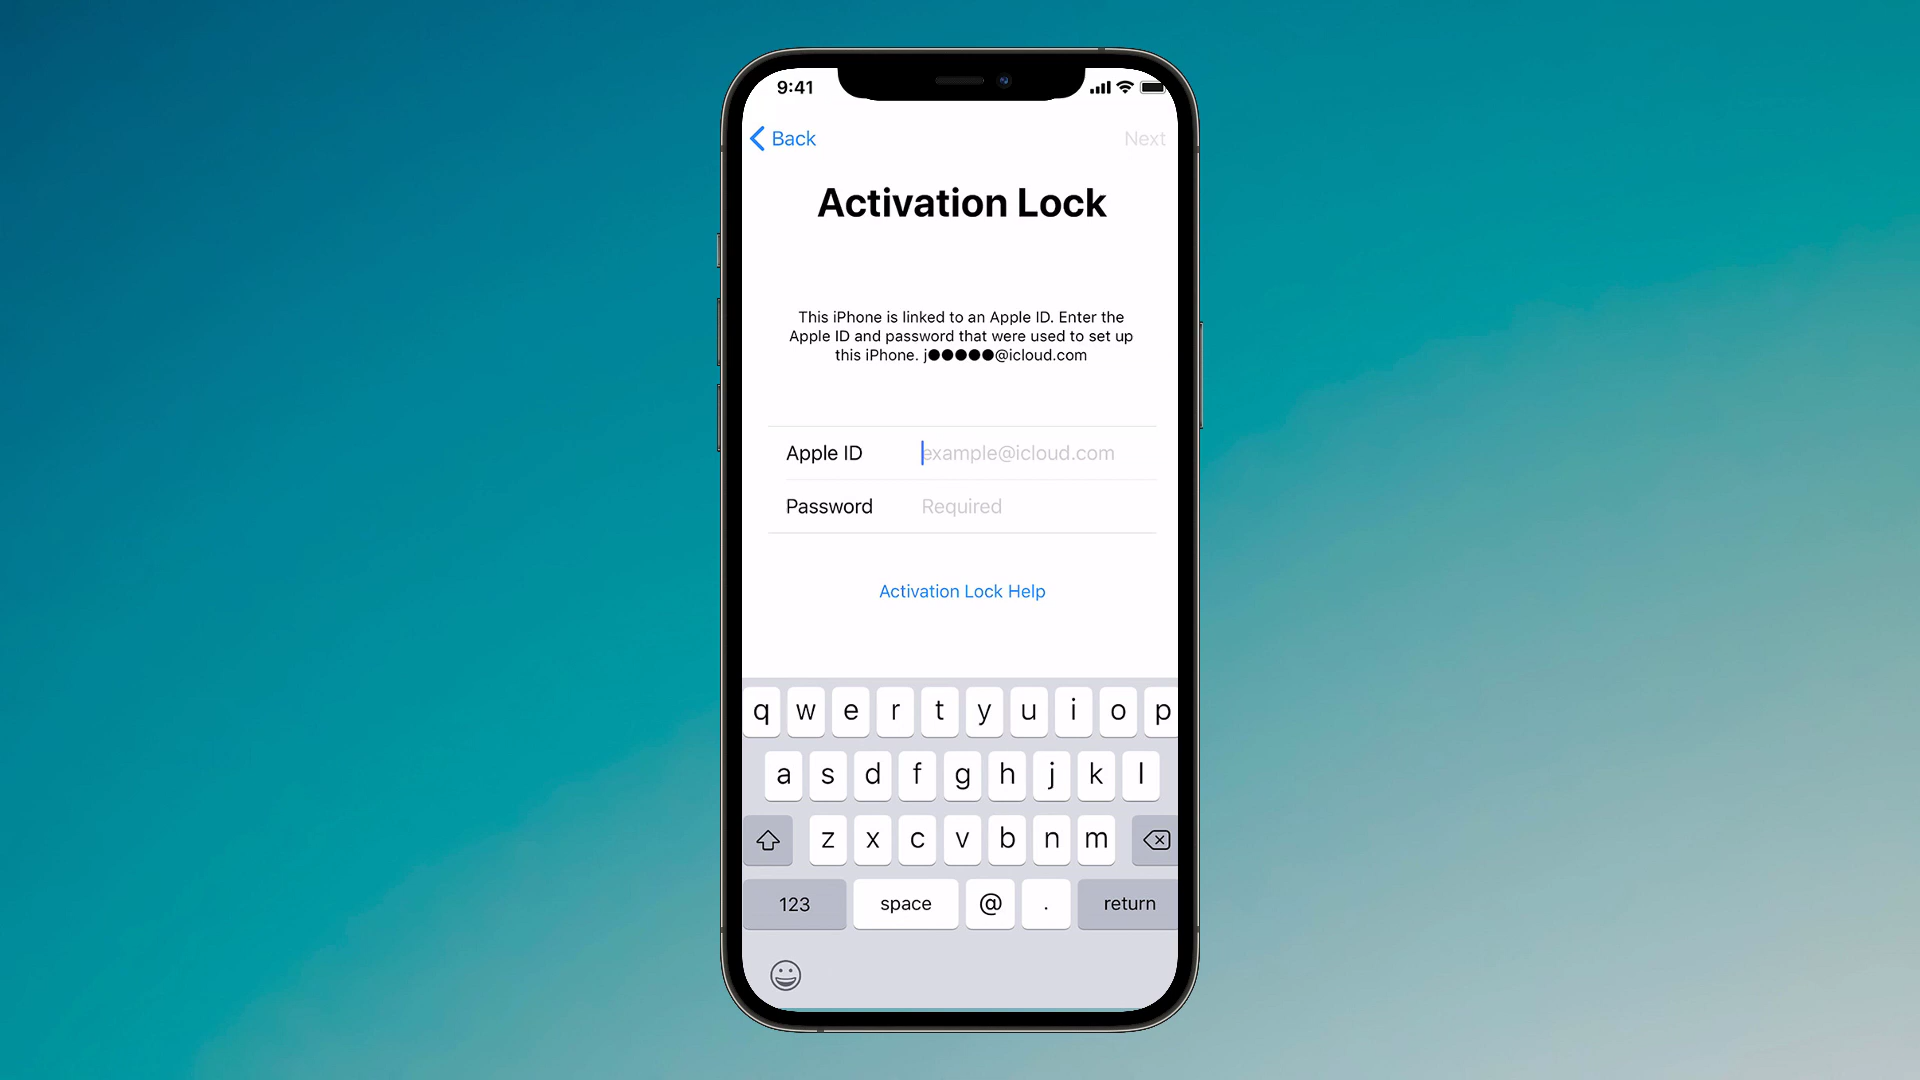 9:41
Back
Next
Activation Lock
This iPhone is linked to an Apple ID. Enter the
Apple ID and password that were used to set up
this iPhone. j●●●●●@icloud.com
Apple ID example@icloud.com
Password Required
Activation Lock Help
q w e r t y u i o p
a s d f g h j k l
z x c v b n m
123 space @ . return